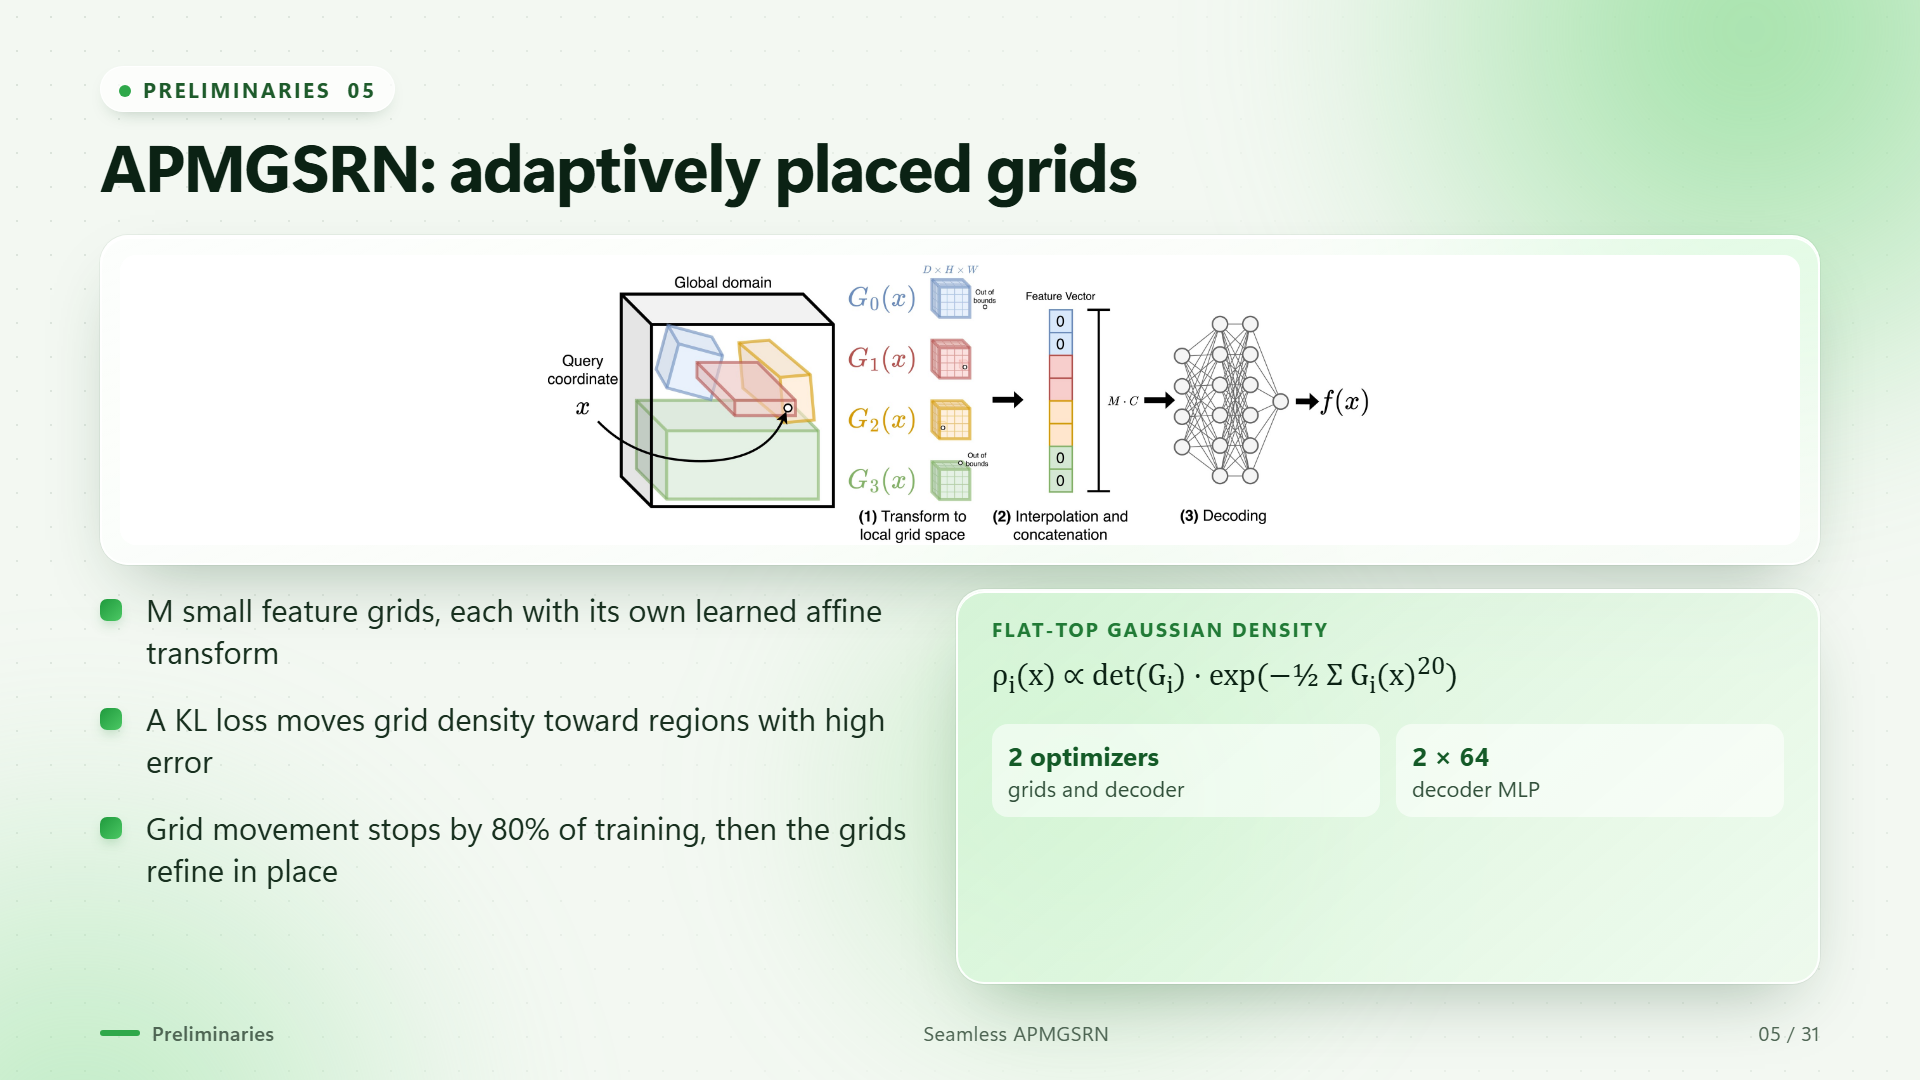 PRELIMINARIES 05
APMGSRN: adaptively placed grids
Global domain
Query
coordinate
x
G₀(x)
D × H × W
Out of
bounds
G₁(x)
G₂(x)
G₃(x)
Out of
bounds
(1) Transform to
local grid space
Feature Vector
0
0
0
0
M · C
(2) Interpolation and
concatenation
f(x)
(3) Decoding
M small feature grids, each with its own learned affine
transform
A KL loss moves grid density toward regions with high
error
Grid movement stops by 80% of training, then the grids
refine in place
FLAT-TOP GAUSSIAN DENSITY
ρᵢ(x) ∝ det(Gᵢ) · exp(−½ Σ Gᵢ(x)²⁰)
2 optimizers
grids and decoder
2 × 64
decoder MLP
Preliminaries
Seamless APMGSRN
05 / 31